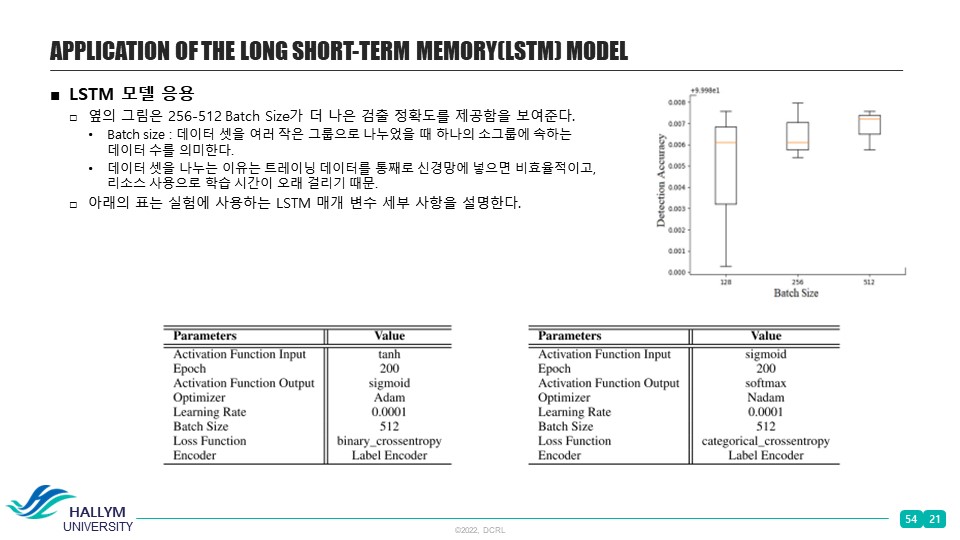 APPLICATION OF THE LONG SHORT-TERM MEMORY(LSTM) MODEL
■ LSTM 모델 응용
□ 옆의 그림은 256-512 Batch Size가 더 나은 검출 정확도를 제공함을 보여준다.
• Batch size : 데이터 셋을 여러 작은 그룹으로 나누었을 때 하나의 소그룹에 속하는
데이터 수를 의미한다.
• 데이터 셋을 나누는 이유는 트레이닝 데이터를 통째로 신경망에 넣으면 비효율적이고,
리소스 사용으로 학습 시간이 오래 걸리기 때문.
□ 아래의 표는 실험에 사용하는 LSTM 매개 변수 세부 사항을 설명한다.
+9.998e1
0.008
0.007
0.006
0.005
0.004
0.003
0.002
0.001
0.000
Detection Accuracy
128 256 512
Batch Size
Parameters Value
Activation Function Input tanh
Epoch 200
Activation Function Output sigmoid
Optimizer Adam
Learning Rate 0.0001
Batch Size 512
Loss Function binary_crossentropy
Encoder Label Encoder
Parameters Value
Activation Function Input sigmoid
Epoch 200
Activation Function Output softmax
Optimizer Nadam
Learning Rate 0.0001
Batch Size 512
Loss Function categorical_crossentropy
Encoder Label Encoder
HALLYM
UNIVERSITY
©2022, DCRL
54 21